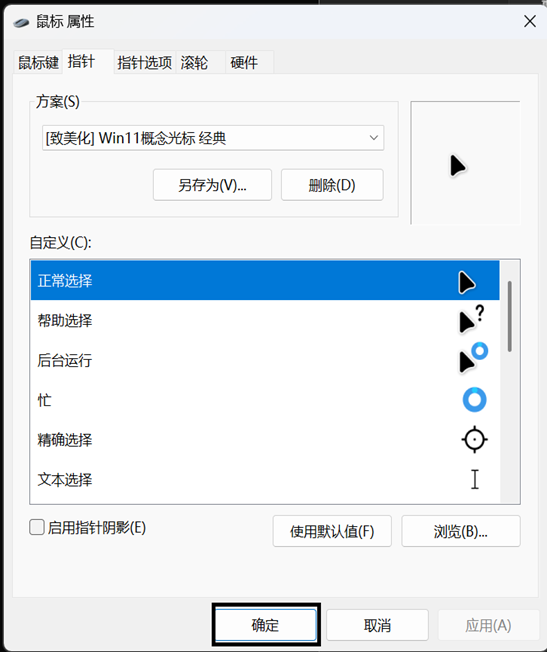 鼠标 属性
鼠标键 指针 指针选项 滚轮 硬件
方案(S)
[致美化] Win11概念光标 经典
另存为(V)... 删除(D)
自定义(C):
正常选择
帮助选择
后台运行
忙
精确选择
文本选择
启用指针阴影(E) 使用默认值(F) 浏览(B)...
确定 取消 应用(A)